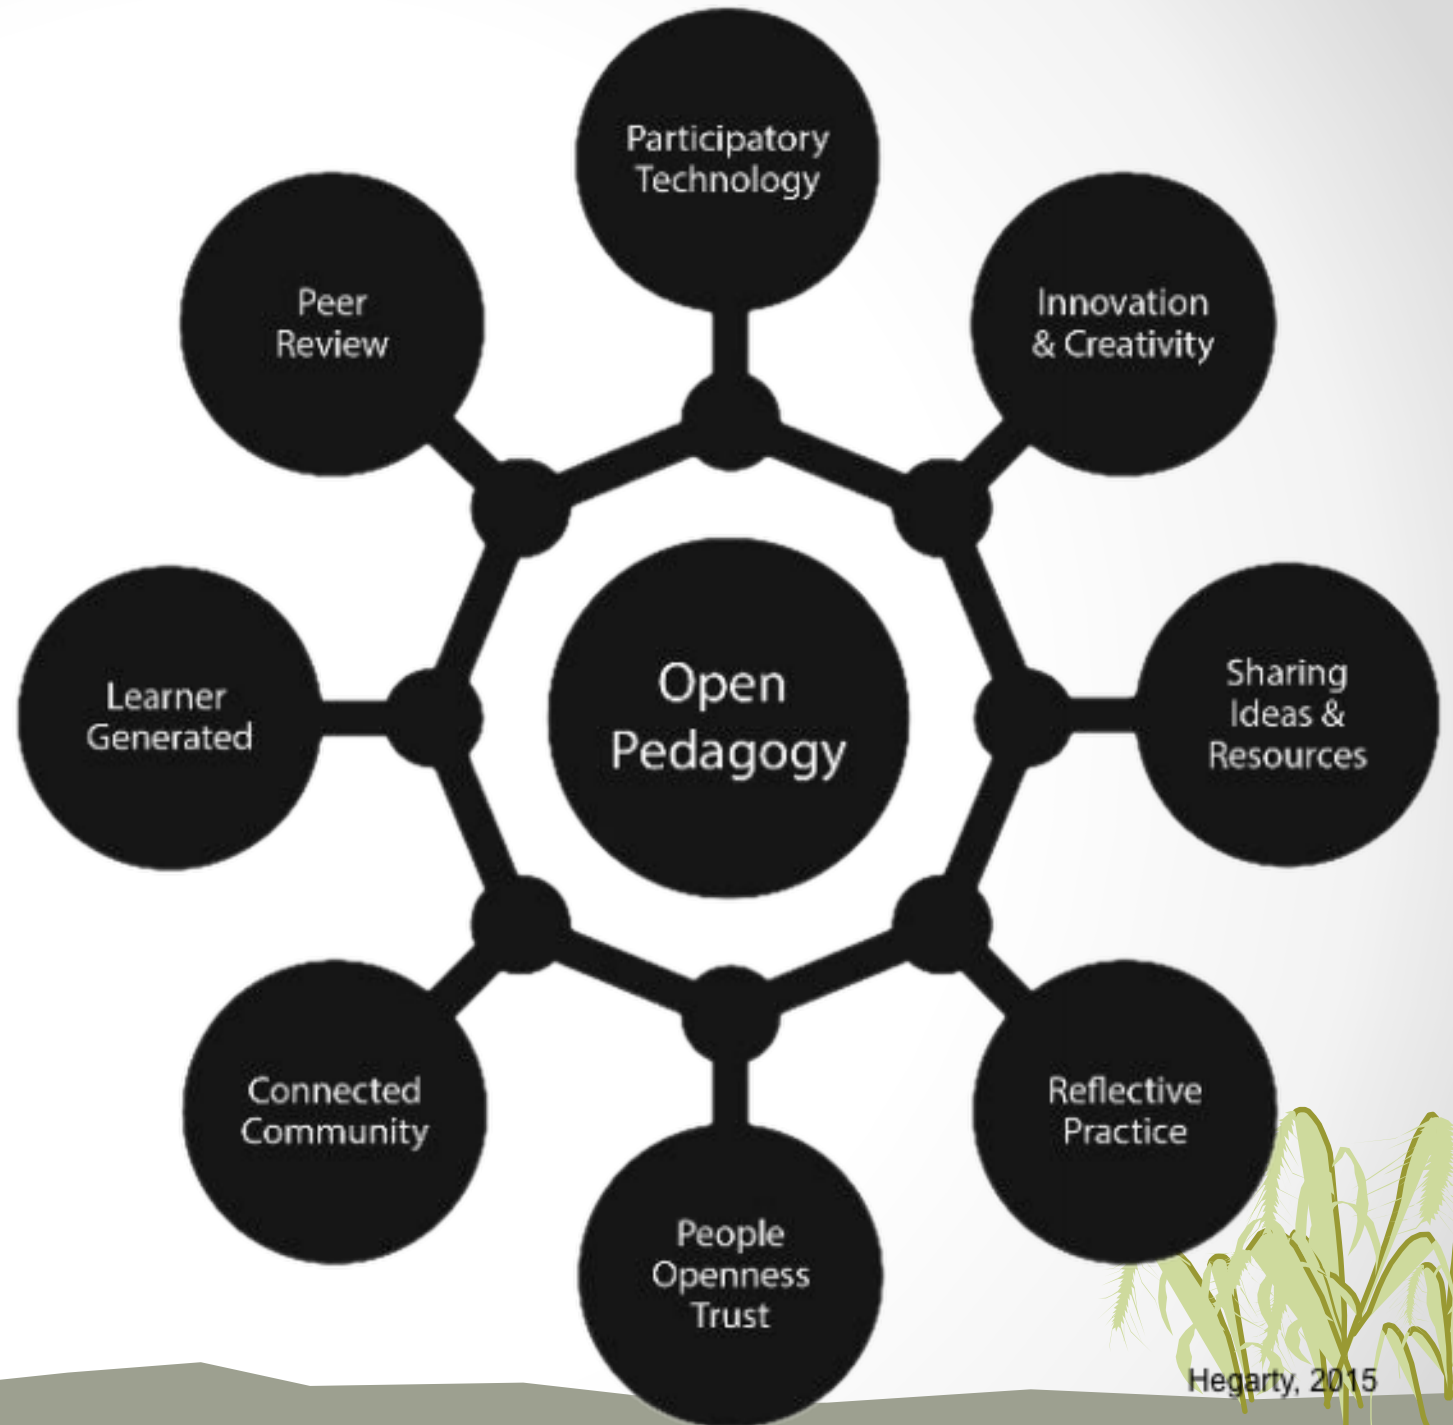 Participatory
Technology
Peer
Review
Innovation
& Creativity
Learner
Generated
Open
Pedagogy
Sharing
Ideas &
Resources
Connected
Community
Reflective
Practice
People
Openness
Trust
Hegarty, 2015